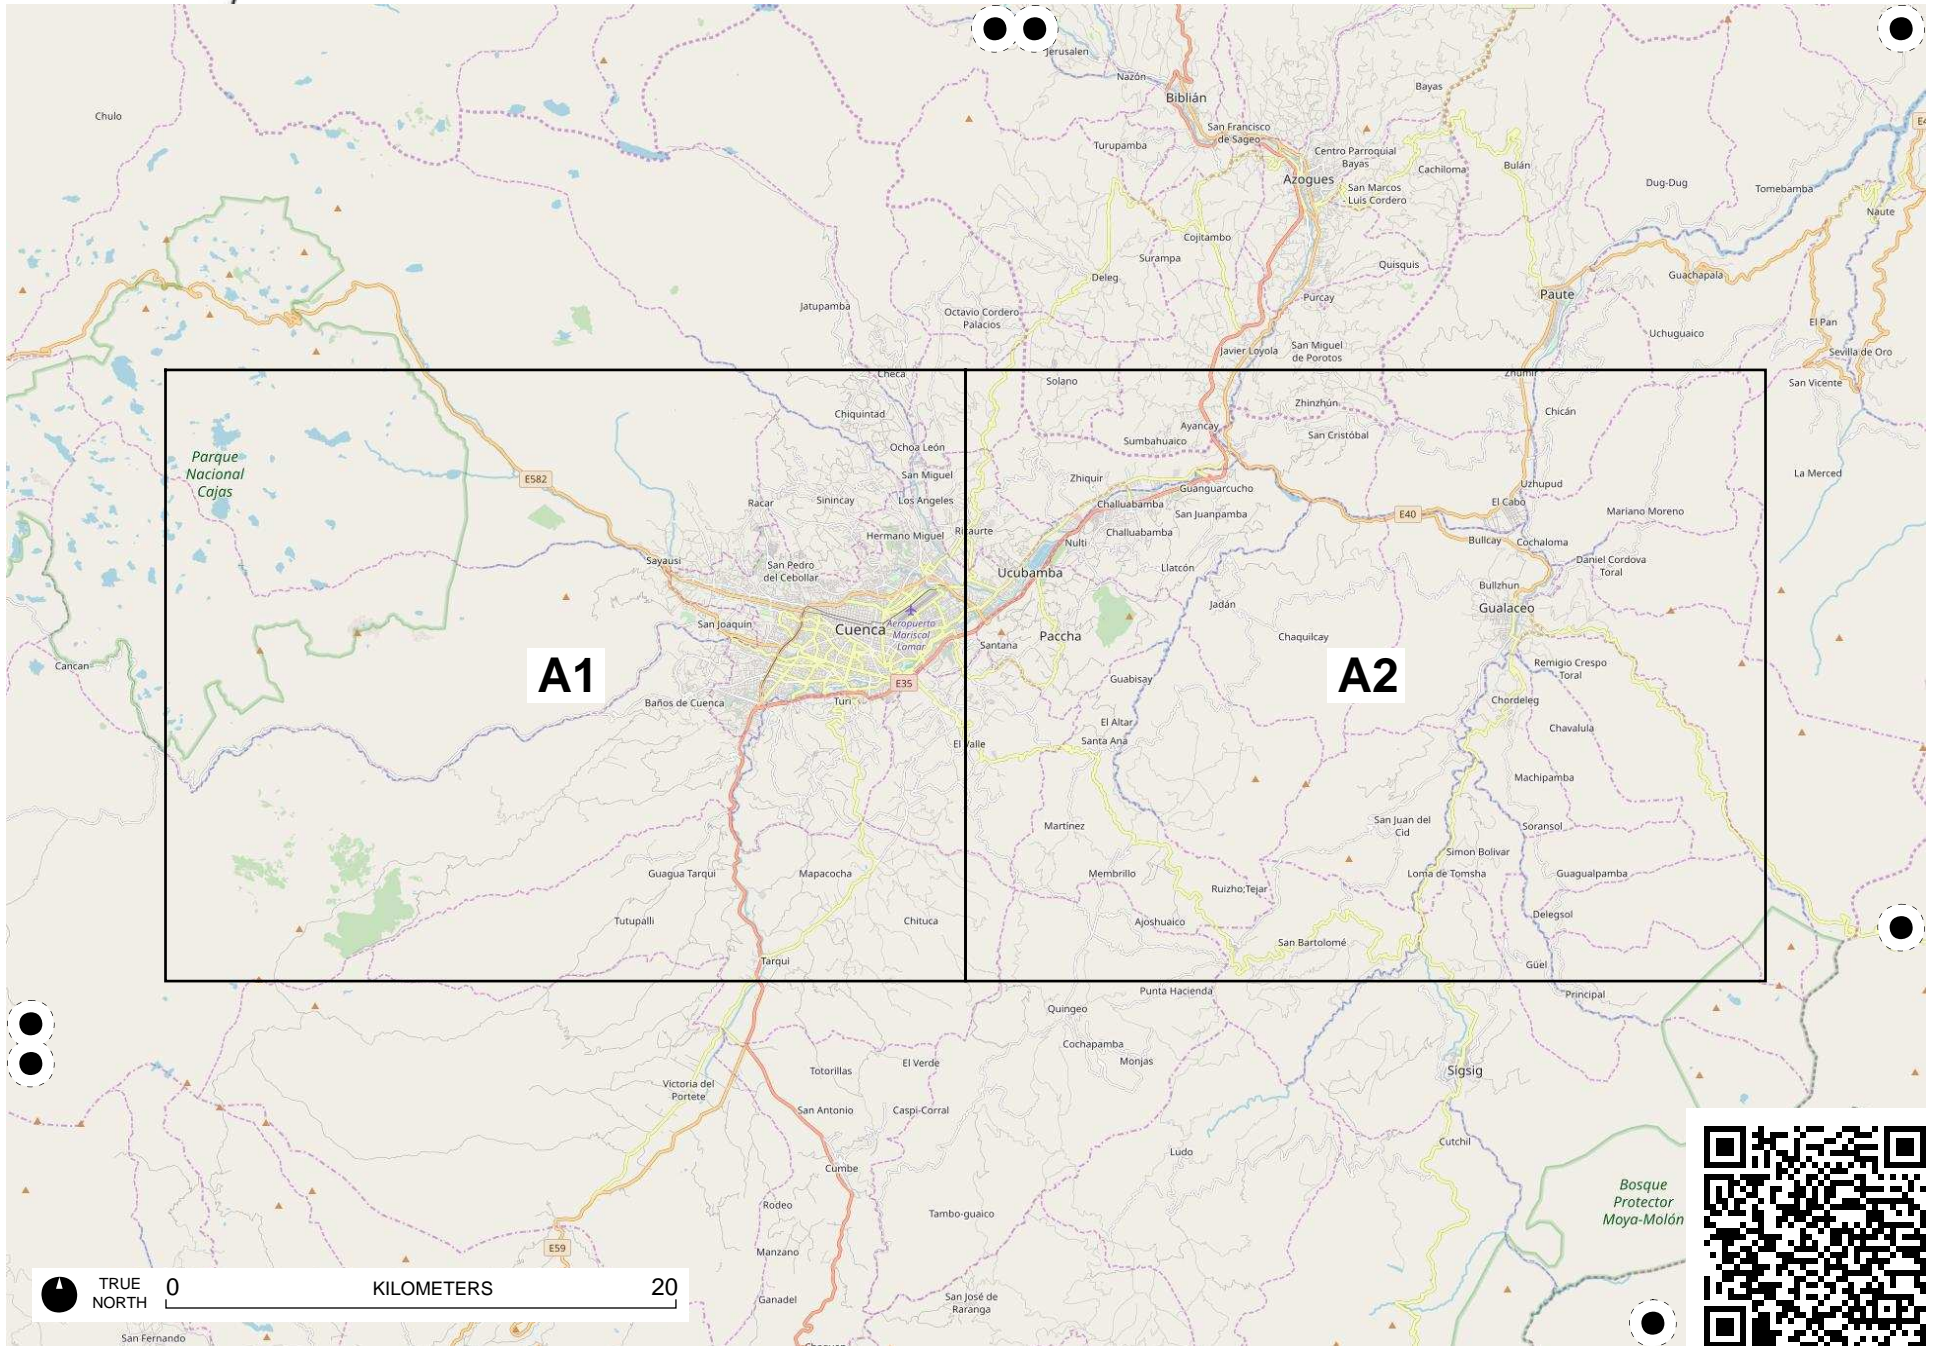 Jerusalen
Nazón
Biblián
Bayas
Chulo
San Francisco
de Sageo
Turupamba
Centro Parroquial
Bayas
Cachiloma
Bulán
Azogues
San Marcos
Luis Cordero
Dug-Dug
Tomebamba
Naute
Cojitambo
Surampa
Deleg
Quisquis
Guachapala
Paute
Purcay
Jatupamba
Octavio Cordero
Palacios
El Pan
Uchuguaico
Javier Loyola
San Miguel
de Porotos
Sevilla de Oro
Checa
Solano
Zhumir
San Vicente
Chiquintad
Zhinzhún
Chicán
Ayancay
Sumbahuaico
San Cristóbal
Ochoa León
Parque
Nacional
Cajas
E582
San Miguel
Zhiquir
Guanguarcucho
Uzhupud
La Merced
Racar
Sinincay
Los Angeles
Challuabamba
San Juanpamba
E40
El Cabo
Mariano Moreno
Hermano Miguel
Ricaurte
Nulti
Challuabamba
Bullcay
Cochaloma
Sayausí
San Pedro
del Cebollar
Ucubamba
Llatcón
Daniel Cordova
Toral
Bullzhun
Jadán
Gualaceo
San Joaquin
Cuenca
Aeropuerto
Mariscal
Lamar
Santana
Paccha
Chaquilcay
Cancan
A1
A2
Remigio Crespo
Toral
E35
Guabisay
Baños de Cuenca
Turi
Chordeleg
El Altar
Santa Ana
Chavalula
El Valle
Machipamba
Martínez
San Juan del
Cid
Soransol
Simon Bolivar
Guagua Tarqui
Mapacocha
Membrillo
Loma de Tomsha
Guagualpamba
Ruizho;Tejar
Tutupalli
Chituca
Ajoshuaico
Delegsol
San Bartolomé
Tarqui
Güel
Punta Hacienda
Principal
Quingeo
Cochapamba
Monjas
Totorillas
El Verde
Sigsig
Victoria del
Portete
San Antonio
Caspi-Corral
Cutchil
Ludo
Cumbe
Bosque
Protector
Moya-Molón
Rodeo
Tambo-guaico
E59
Manzano
TRUE
NORTH
0 KILOMETERS 20
Ganadel
San José de
Raranga
San Fernando